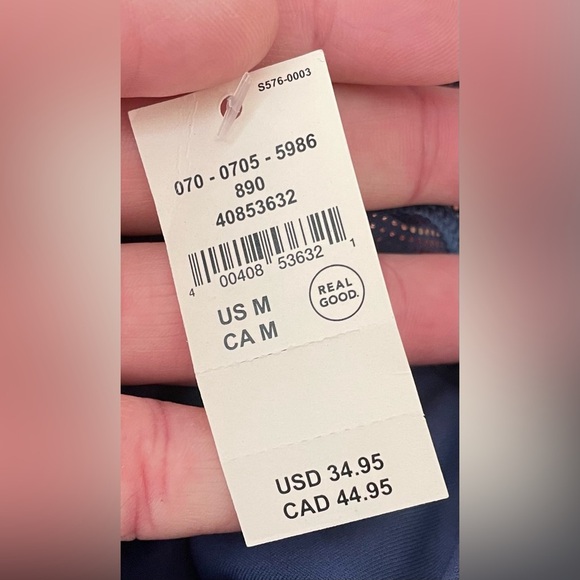 S576-0003
070 - 0705 - 5986
890
40853632
4 00408 53632 1
US M
CA M
REAL
GOOD.
USD 34.95
CAD 44.95